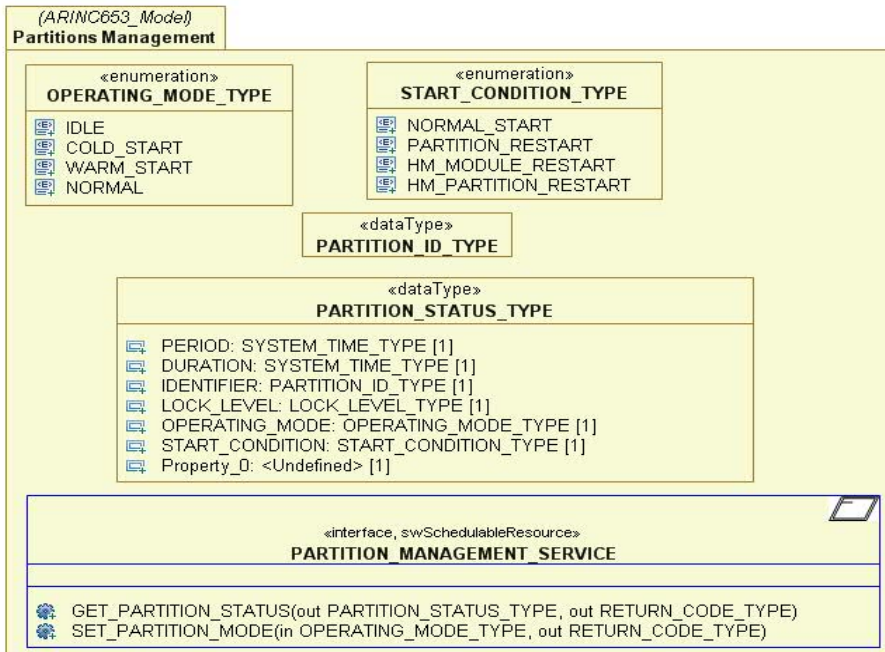 (ARINC653_Model)
Partitions Management
«enumeration»
OPERATING_MODE_TYPE
IDLE
COLD_START
WARM_START
NORMAL
«enumeration»
START_CONDITION_TYPE
NORMAL_START
PARTITION_RESTART
HM_MODULE_RESTART
HM_PARTITION_RESTART
«dataType»
PARTITION_ID_TYPE
«dataType»
PARTITION_STATUS_TYPE
PERIOD: SYSTEM_TIME_TYPE [1]
DURATION: SYSTEM_TIME_TYPE [1]
IDENTIFIER: PARTITION_ID_TYPE [1]
LOCK_LEVEL: LOCK_LEVEL_TYPE [1]
OPERATING_MODE: OPERATING_MODE_TYPE [1]
START_CONDITION: START_CONDITION_TYPE [1]
Property_0: <Undefined> [1]
«interface, swSchedulableResource»
PARTITION_MANAGEMENT_SERVICE
GET_PARTITION_STATUS(out PARTITION_STATUS_TYPE, out RETURN_CODE_TYPE)
SET_PARTITION_MODE(in OPERATING_MODE_TYPE, out RETURN_CODE_TYPE)